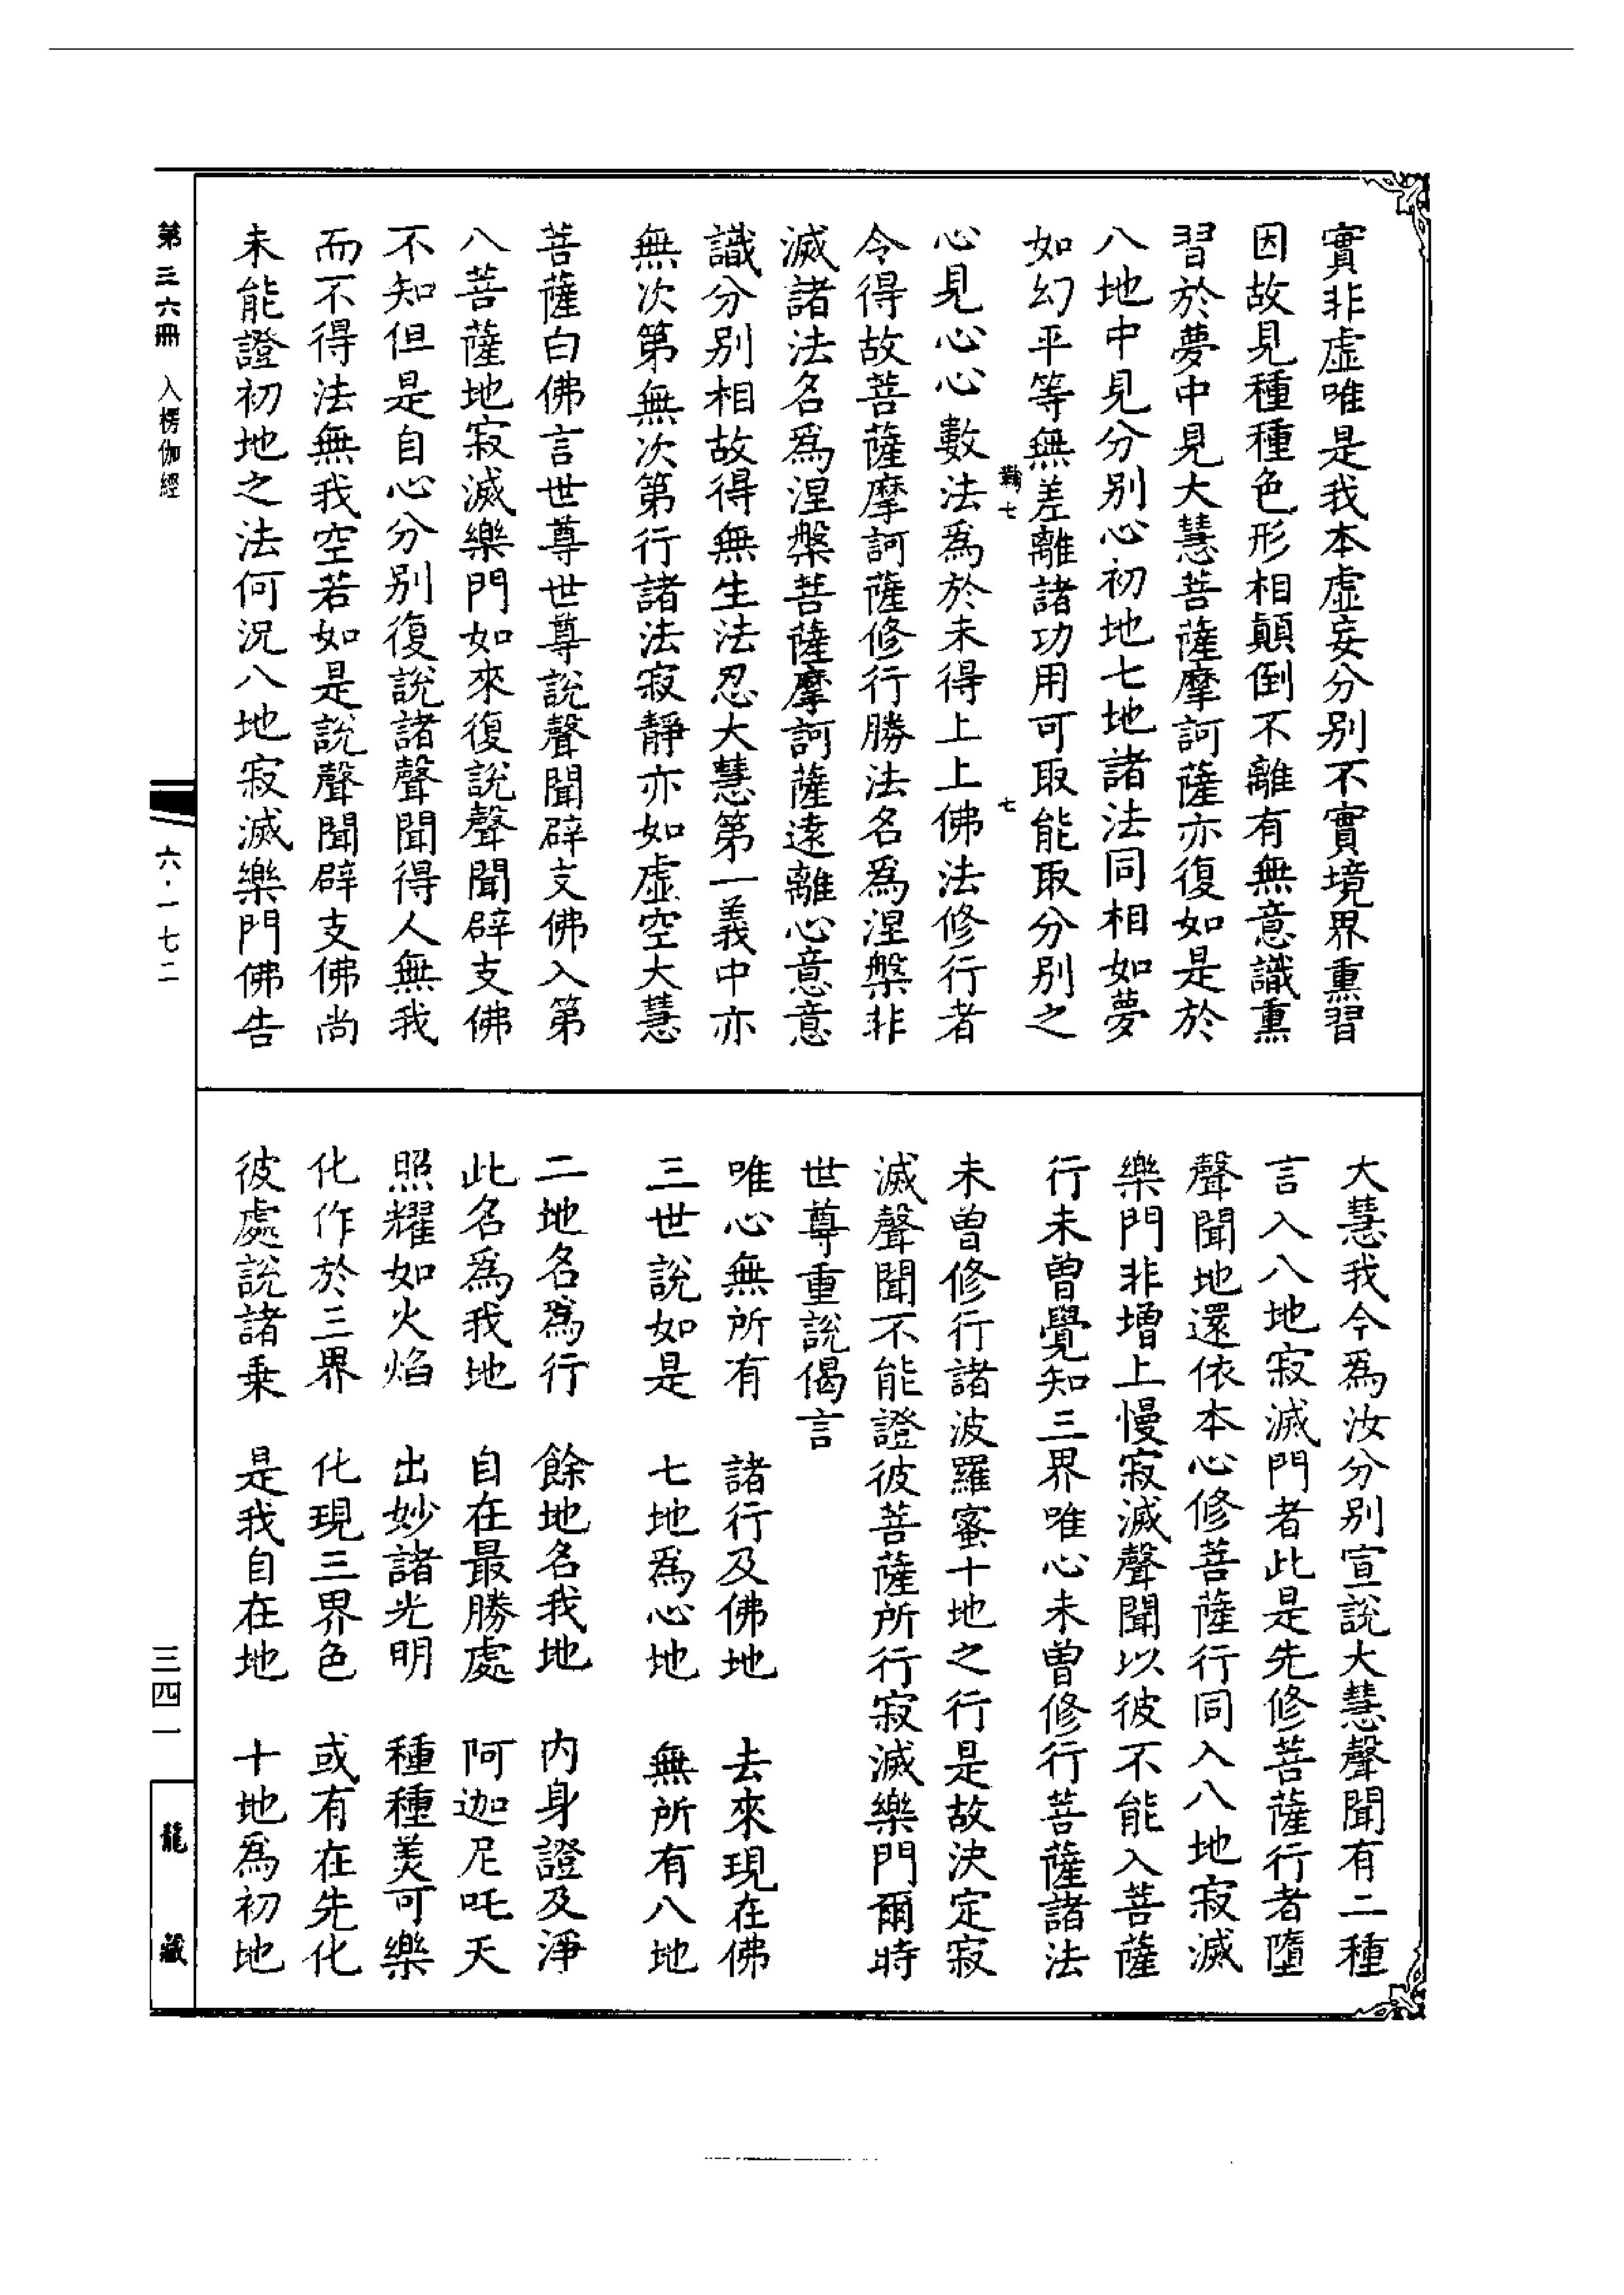 實非虛唯是我本虛妄分別不實境界熏習
因故見種種色形相顛倒不離有無意識熏
習於夢中見大慧菩薩摩訶薩亦復如是於
八地中見分別心初地七地諸法同相如夢
如幻平等無差離諸功用可取能取分別之
心見心心數法為於未得上上佛法修行者
令得故菩薩摩訶薩修行勝法名為涅槃非
滅諸法名為涅槃菩薩摩訶薩遠離心意意
識分別相故得無生法忍大慧第一義中亦
無次第無次第行諸法寂靜亦如虛空大慧
菩薩白佛言世尊世尊說聲聞辟支佛入第
八菩薩地寂滅樂門如來復說聲聞辟支佛
不知但是自心分別復說諸聲聞得人無我
而不得法無我空若如是說聲聞辟支佛尚
未能證初地之法何況八地寂滅樂門佛告
大慧我今為汝分別宣說大慧聲聞有二種
言入八地寂滅門者此是先修菩薩行者墮
聲聞地還依本心修菩薩行同入八地寂滅
樂門非增上慢寂滅聲聞以彼不能入菩薩
行未曾覺知三界唯心未曾修行菩薩諸法
未曾修行諸波羅蜜十地之行是故決定寂
滅聲聞不能證彼菩薩所行寂滅樂門爾時
世尊重說偈言
唯心無所有　諸行及佛地　去來現在佛
三世說如是　七地為心地　無所有八地
二地名為行　餘地名我地　內身證及淨
此名為我地　自在最勝處　阿迦尼吒天
照耀如火焰　出妙諸光明　種種美可樂
化作於三界　化現三界色　或有在先化
彼處說諸乘　是我自在地　十地為初地
第三六冊　入楞伽經
六·一七二
三四一
龍藏
七